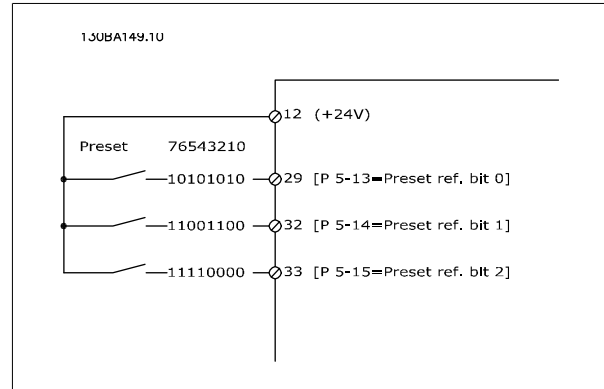 130BA149.10
12 (+24V)
Preset 76543210
10101010 29 [P 5-13=Preset ref. bit 0]
11001100 32 [P 5-14=Preset ref. bit 1]
11110000 33 [P 5-15=Preset ref. bit 2]